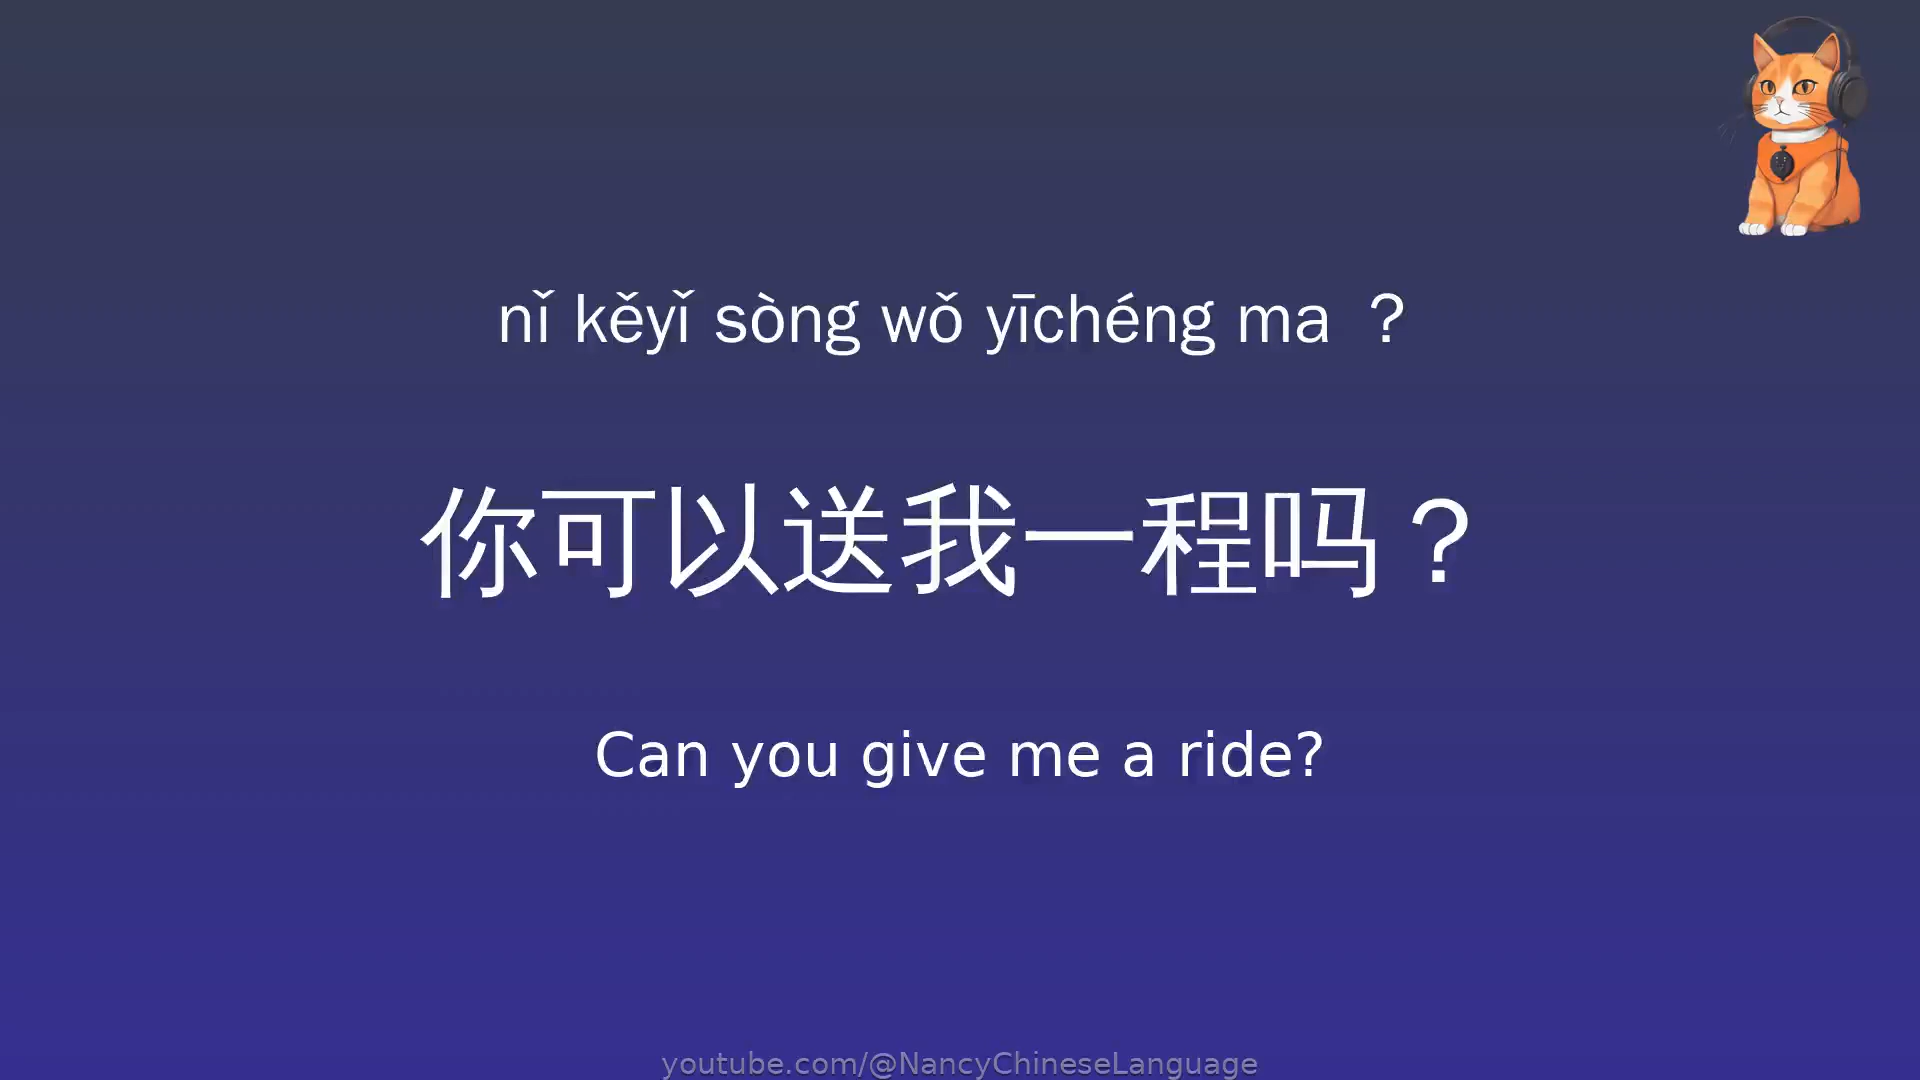 nǐ kěyǐ sòng wǒ yīchéng ma ？
你可以送我一程吗？
Can you give me a ride?
youtube.com/@NancyChineseLanguage